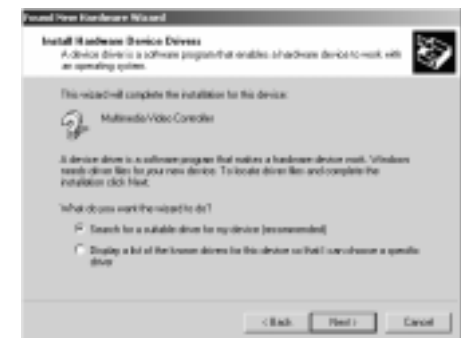 Found New Hardware Wizard
Install Hardware Device Drivers
A device driver is a software program that enables a hardware device to work with
an operating system.
This wizard will complete the installation for this device:
Multimedia Video Controller
A device driver is a software program that makes a hardware device work. Windows
needs driver files for your new device. To locate driver files and complete the
installation click Next.
What do you want the wizard to do?
Search for a suitable driver for my device (recommended)
Display a list of the known drivers for this device so that I can choose a specific
driver
< Back
Next >
Cancel